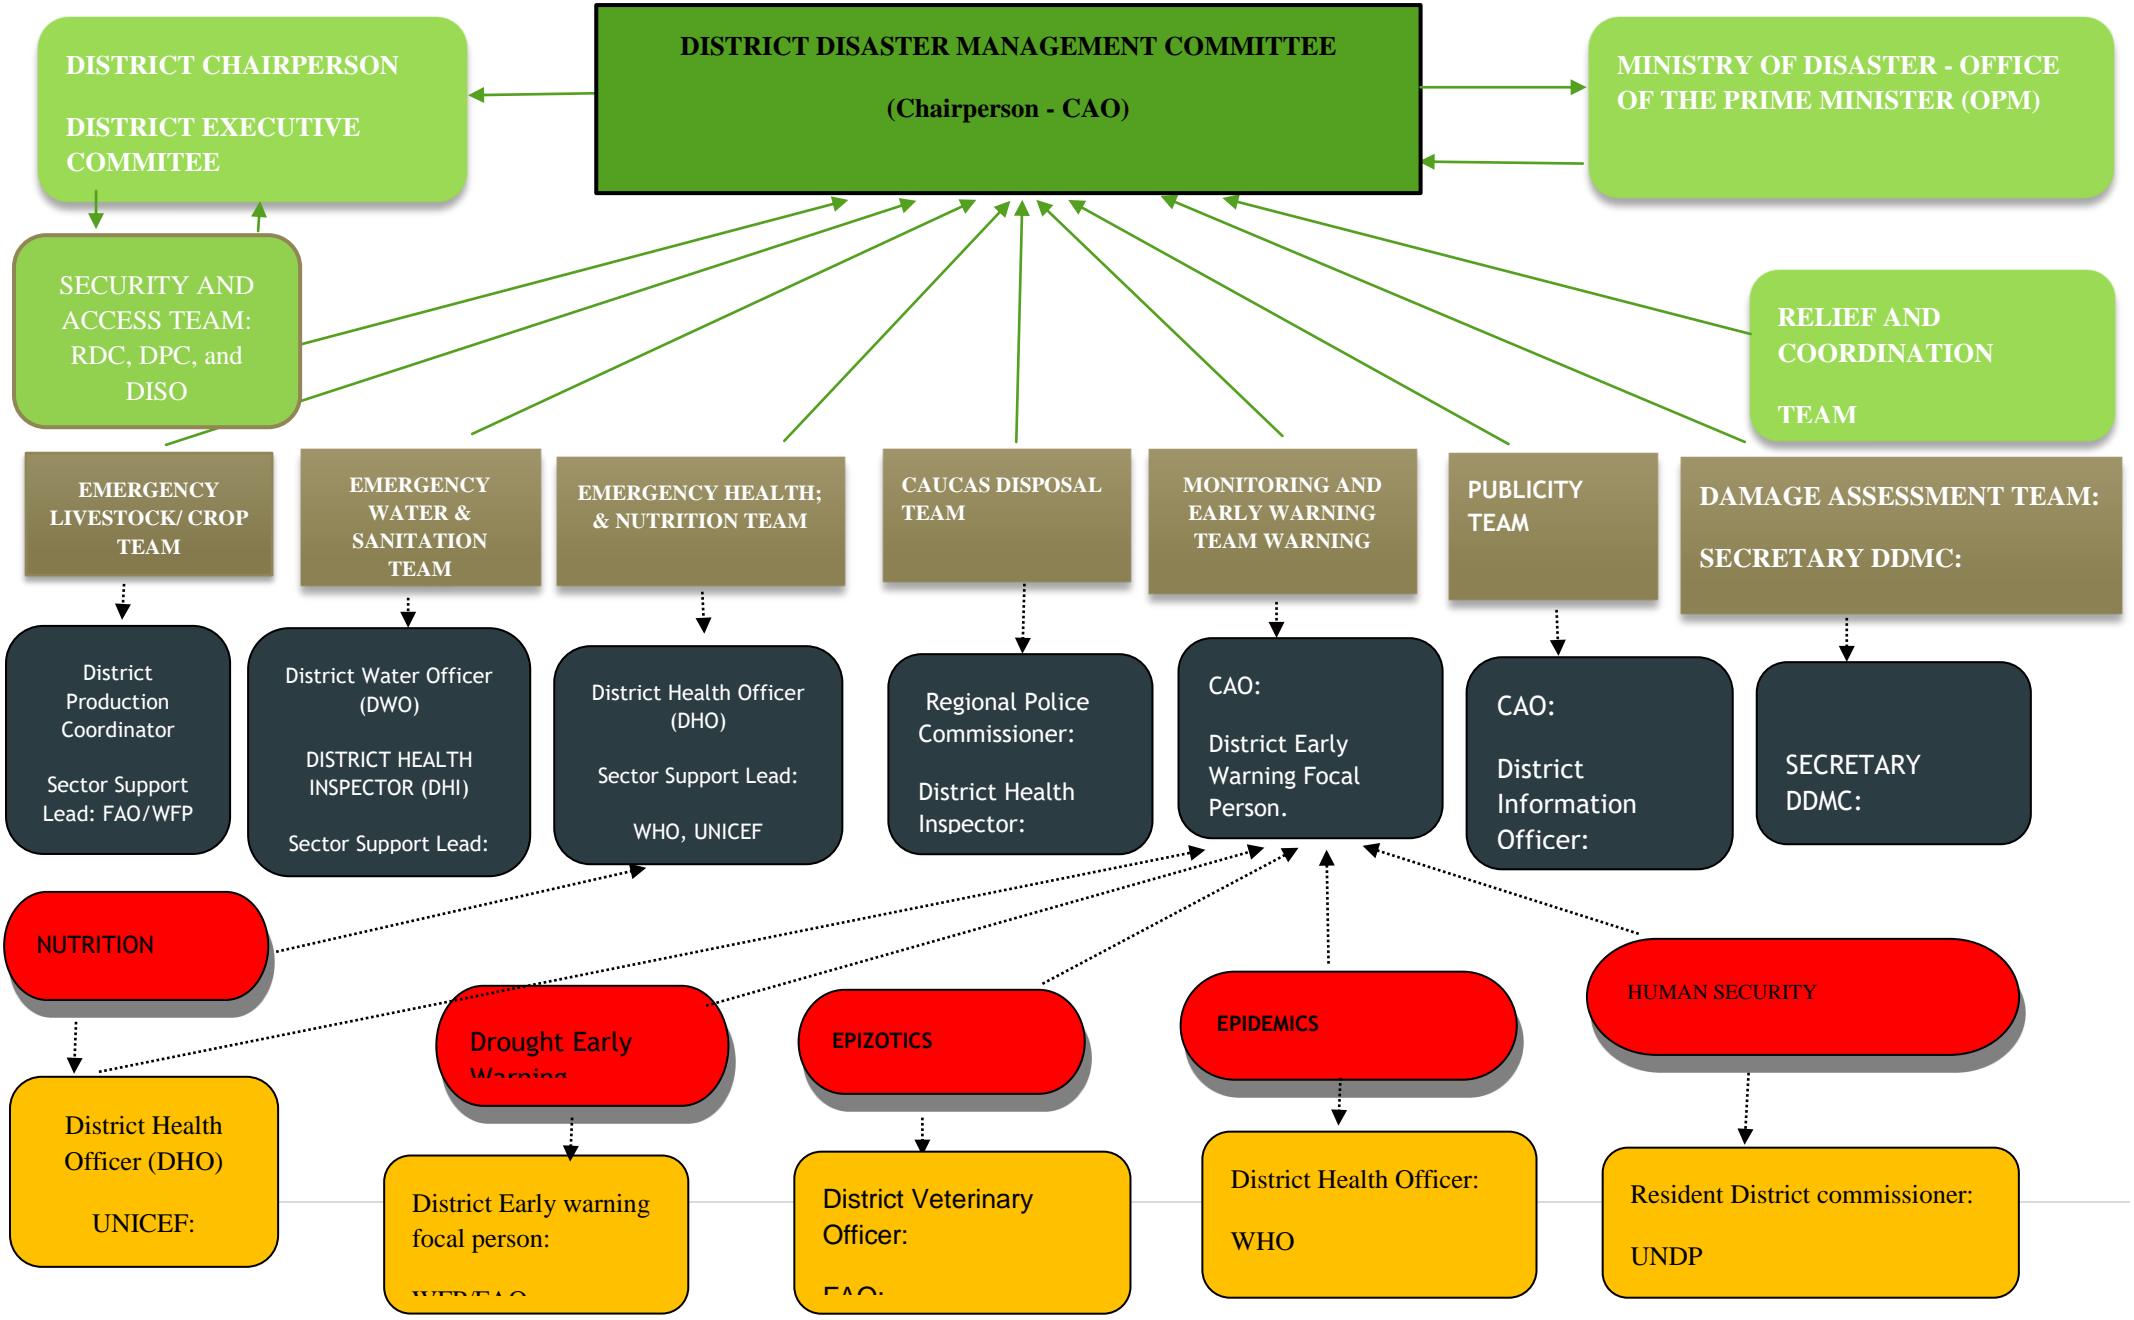 DISTRICT CHAIRPERSON
DISTRICT EXECUTIVE
COMMITEE
DISTRICT DISASTER MANAGEMENT COMMITTEE
(Chairperson - CAO)
MINISTRY OF DISASTER - OFFICE
OF THE PRIME MINISTER (OPM)
SECURITY AND
ACCESS TEAM:
RDC, DPC, and
DISO
RELIEF AND
COORDINATION
TEAM
EMERGENCY
LIVESTOCK/ CROP
TEAM
EMERGENCY
WATER &
SANITATION
TEAM
EMERGENCY HEALTH;
& NUTRITION TEAM
CAUCAS DISPOSAL
TEAM
MONITORING AND
EARLY WARNING
TEAM WARNING
PUBLICITY
TEAM
DAMAGE ASSESSMENT TEAM:
SECRETARY DDMC:
District
Production
Coordinator
Sector Support
Lead: FAO/WFP
District Water Officer
(DWO)
DISTRICT HEALTH
INSPECTOR (DHI)
Sector Support Lead:
District Health Officer
(DHO)
Sector Support Lead:
WHO, UNICEF
Regional Police
Commissioner:
District Health
Inspector:
CAO:
District Early
Warning Focal
Person.
CAO:
District
Information
Officer:
SECRETARY
DDMC:
NUTRITION
Drought Early
Warning
EPIZOTICS
EPIDEMICS
HUMAN SECURITY
District Health
Officer (DHO)
UNICEF:
District Early warning
focal person:
WFP/FAO
District Veterinary
Officer:
FAO:
District Health Officer:
WHO
Resident District commissioner:
UNDP